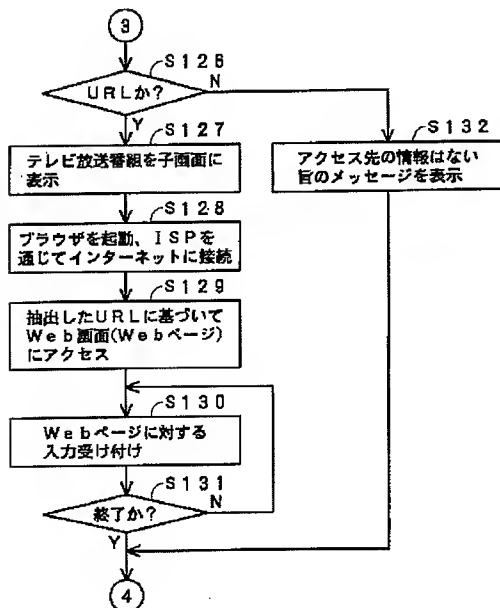 3
S126
URLか?
N
Y
S127
テレビ放送番組を子画面に
表示
S132
アクセス先の情報はない
旨のメッセージを表示
S128
ブラウザを起動、ISPを
通じてインターネットに接続
S129
抽出したURLに基づいて
Web画面(Webページ)
にアクセス
S130
Webページに対する
入力受け付け
S131
終了か?
N
Y
4